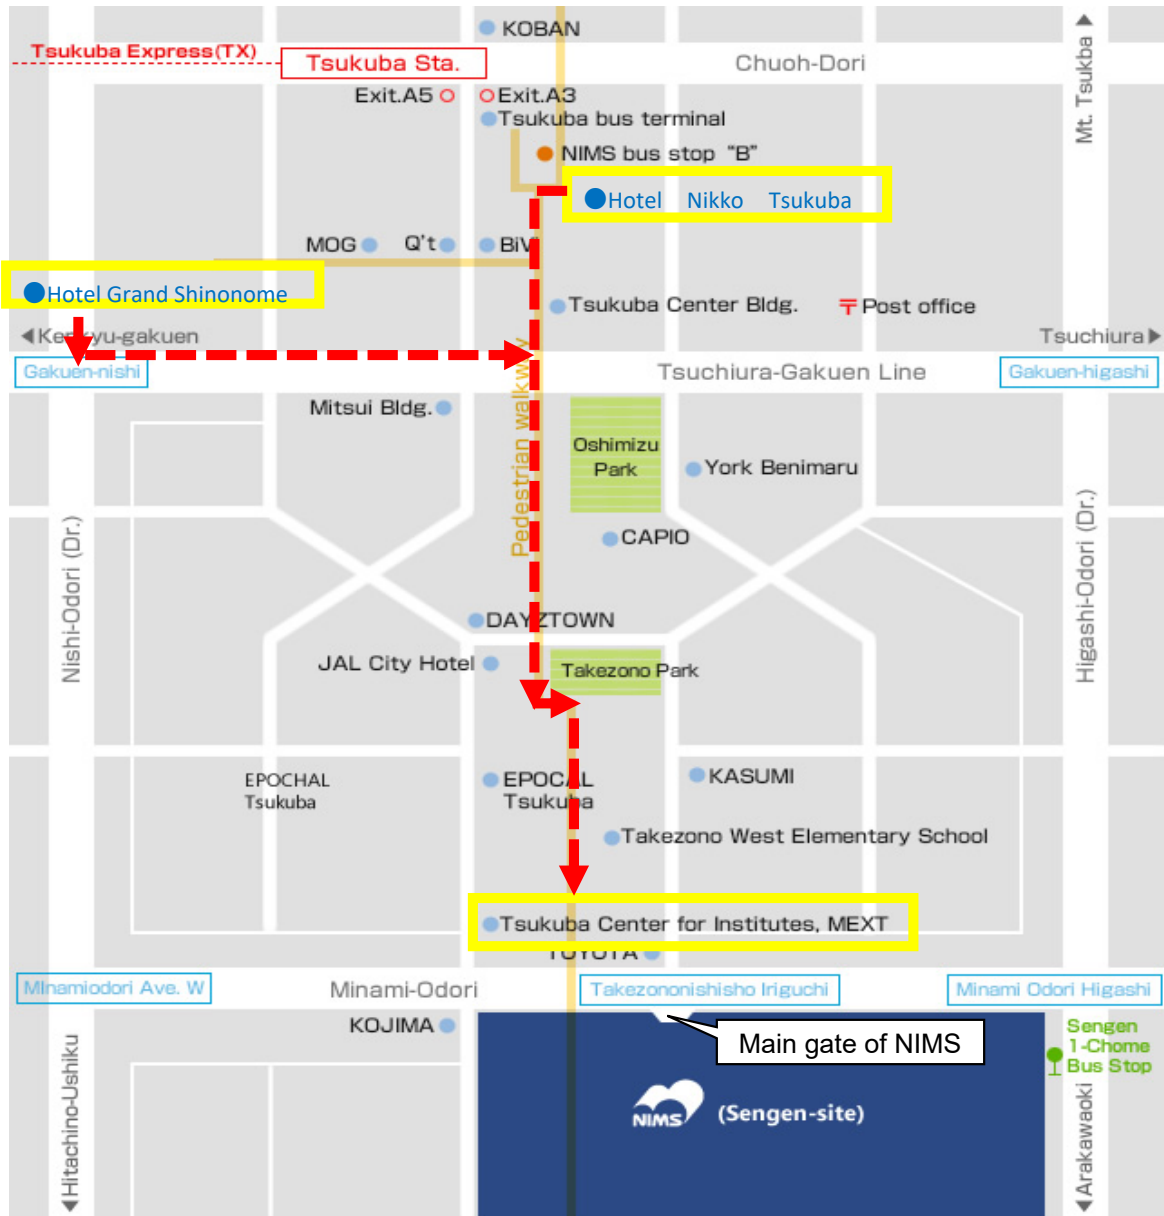 KOBAN
Tsukuba Express(TX)
Tsukuba Sta.
Chuoh-Dori
Mt. Tsukba ▶
Exit.A5
Exit.A3
Tsukuba bus terminal
NIMS bus stop "B"
Hotel Nikko Tsukuba
MOG
Q't
BiVi
Hotel Grand Shinonome
Tsukuba Center Bldg.
〒Post office
◀Kenkyu-gakuen
Tsuchiura▶
Gakuen-nishi
Tsuchiura-Gakuen Line
Gakuen-higashi
Pedestrian walkway
Mitsui Bldg.
Oshimizu
Park
York Benimaru
CAPIO
Nishi-Odori (Dr.)
Higashi-Odori (Dr.)
DAYZTOWN
JAL City Hotel
Takezono Park
EPOCHAL
Tsukuba
EPOCAL
Tsukuba
KASUMI
Takezono West Elementary School
Tsukuba Center for Institutes, MEXT
TOYOTA
MInamiodori Ave. W
Minami-Odori
Takezononishisho Iriguchi
Minami Odori Higashi
KOJIMA
Main gate of NIMS
Sengen
1-Chome
Bus Stop
NIMS
(Sengen-site)
◀Hitachino-Ushiku
◀Arakawaoki